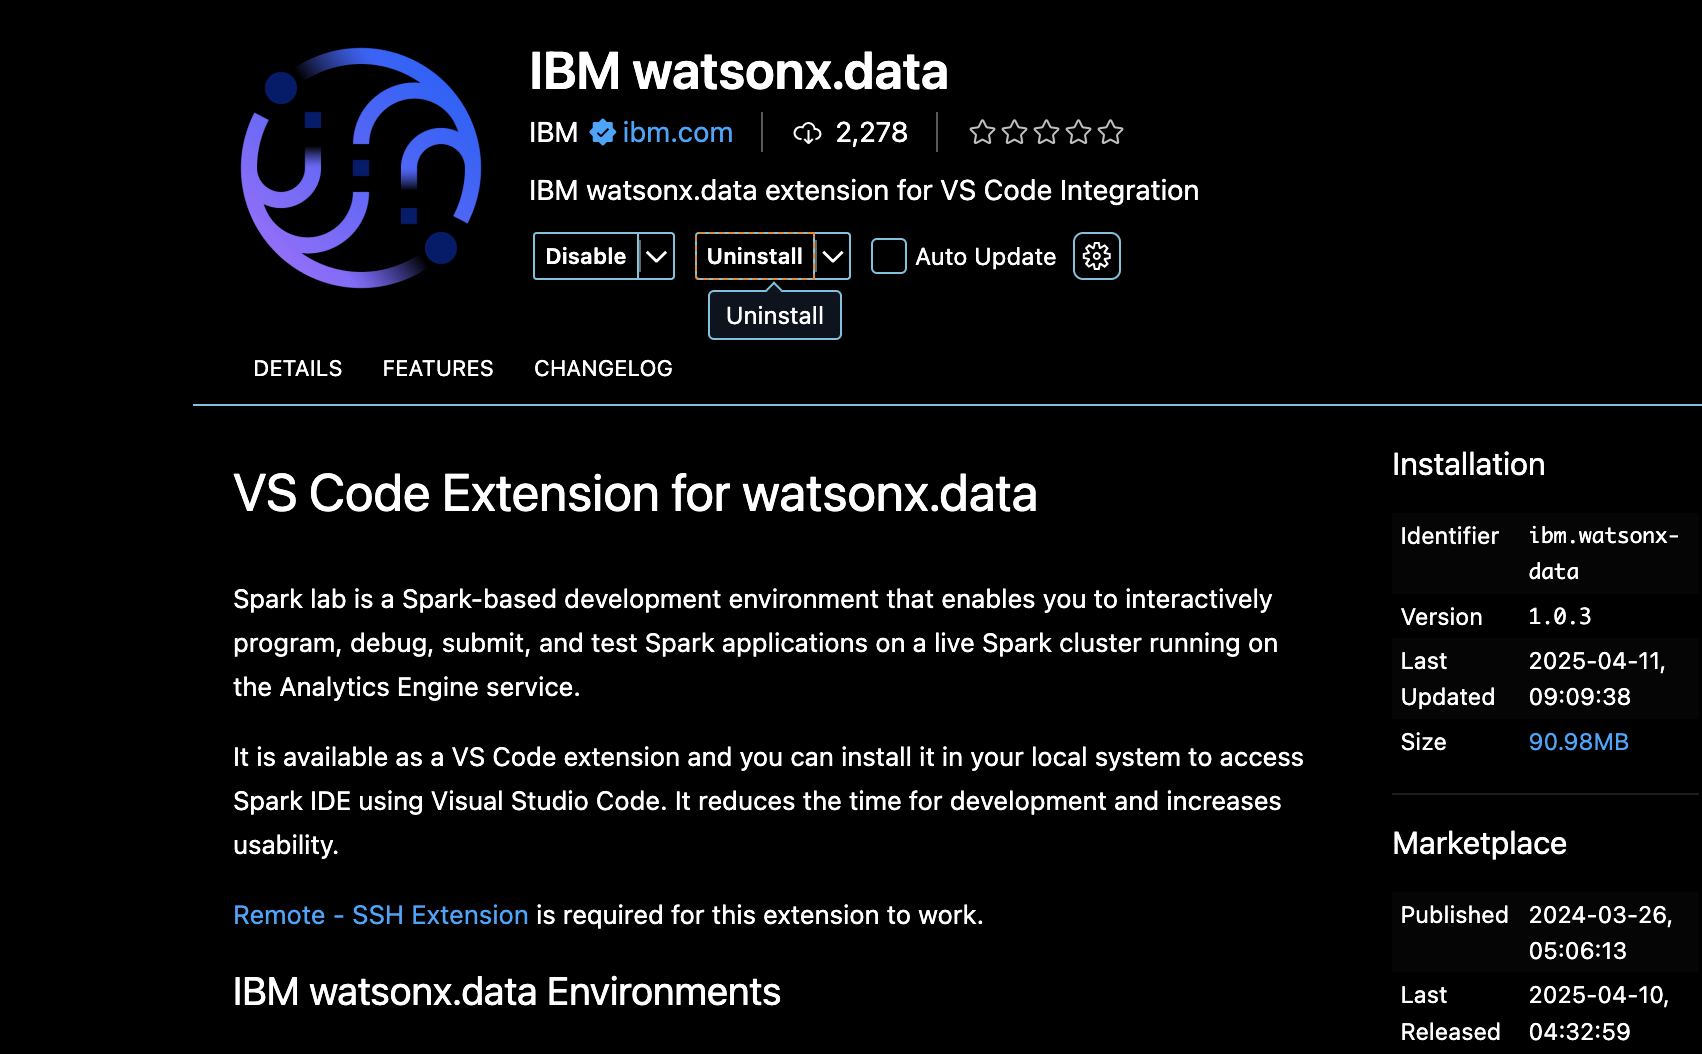 IBM watsonx.data
IBM ibm.com 2,278
IBM watsonx.data extension for VS Code Integration
Disable Uninstall Auto Update
Uninstall
DETAILS FEATURES CHANGELOG
VS Code Extension for watsonx.data
Spark lab is a Spark-based development environment that enables you to interactively
program, debug, submit, and test Spark applications on a live Spark cluster running on
the Analytics Engine service.
It is available as a VS Code extension and you can install it in your local system to access
Spark IDE using Visual Studio Code. It reduces the time for development and increases
usability.
Remote - SSH Extension is required for this extension to work.
IBM watsonx.data Environments
Installation
Identifier ibm.watsonx-
data
Version 1.0.3
Last 2025-04-11,
Updated 09:09:38
Size 90.98MB
Marketplace
Published 2024-03-26,
05:06:13
Last 2025-04-10,
Released 04:32:59